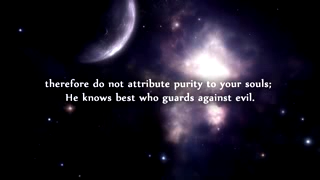 therefore do not attribute purity to your souls;
He knows best who guards against evil.